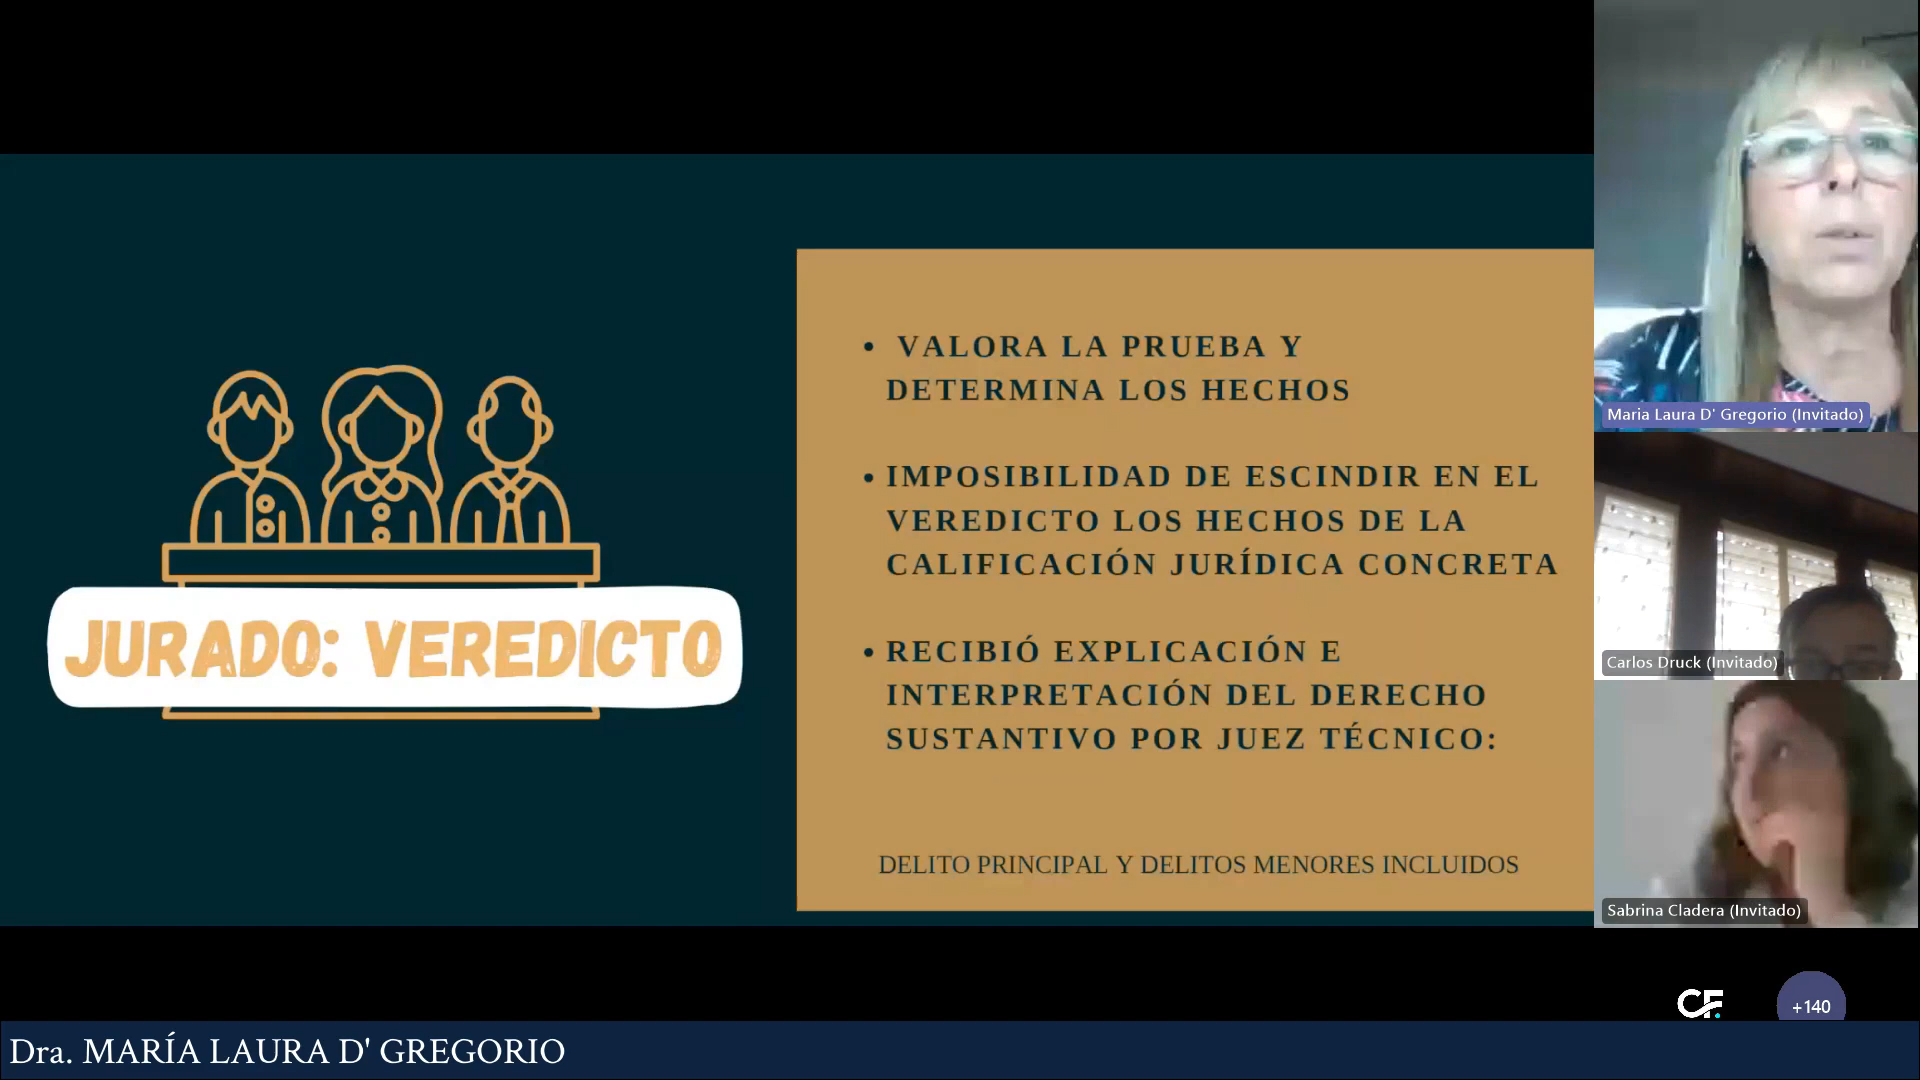 JURADO: VEREDICTO
• VALORA LA PRUEBA Y
DETERMINA LOS HECHOS
• IMPOSIBILIDAD DE ESCINDIR EN EL
VEREDICTO LOS HECHOS DE LA
CALIFICACIÓN JURÍDICA CONCRETA
• RECIBIÓ EXPLICACIÓN E
INTERPRETACIÓN DEL DERECHO
SUSTANTIVO POR JUEZ TÉCNICO:
DELITO PRINCIPAL Y DELITOS MENORES INCLUIDOS
Maria Laura D' Gregorio (Invitado)
Carlos Druck (Invitado)
Sabrina Cladera (Invitado)
CF
+140
Dra. MARÍA LAURA D' GREGORIO